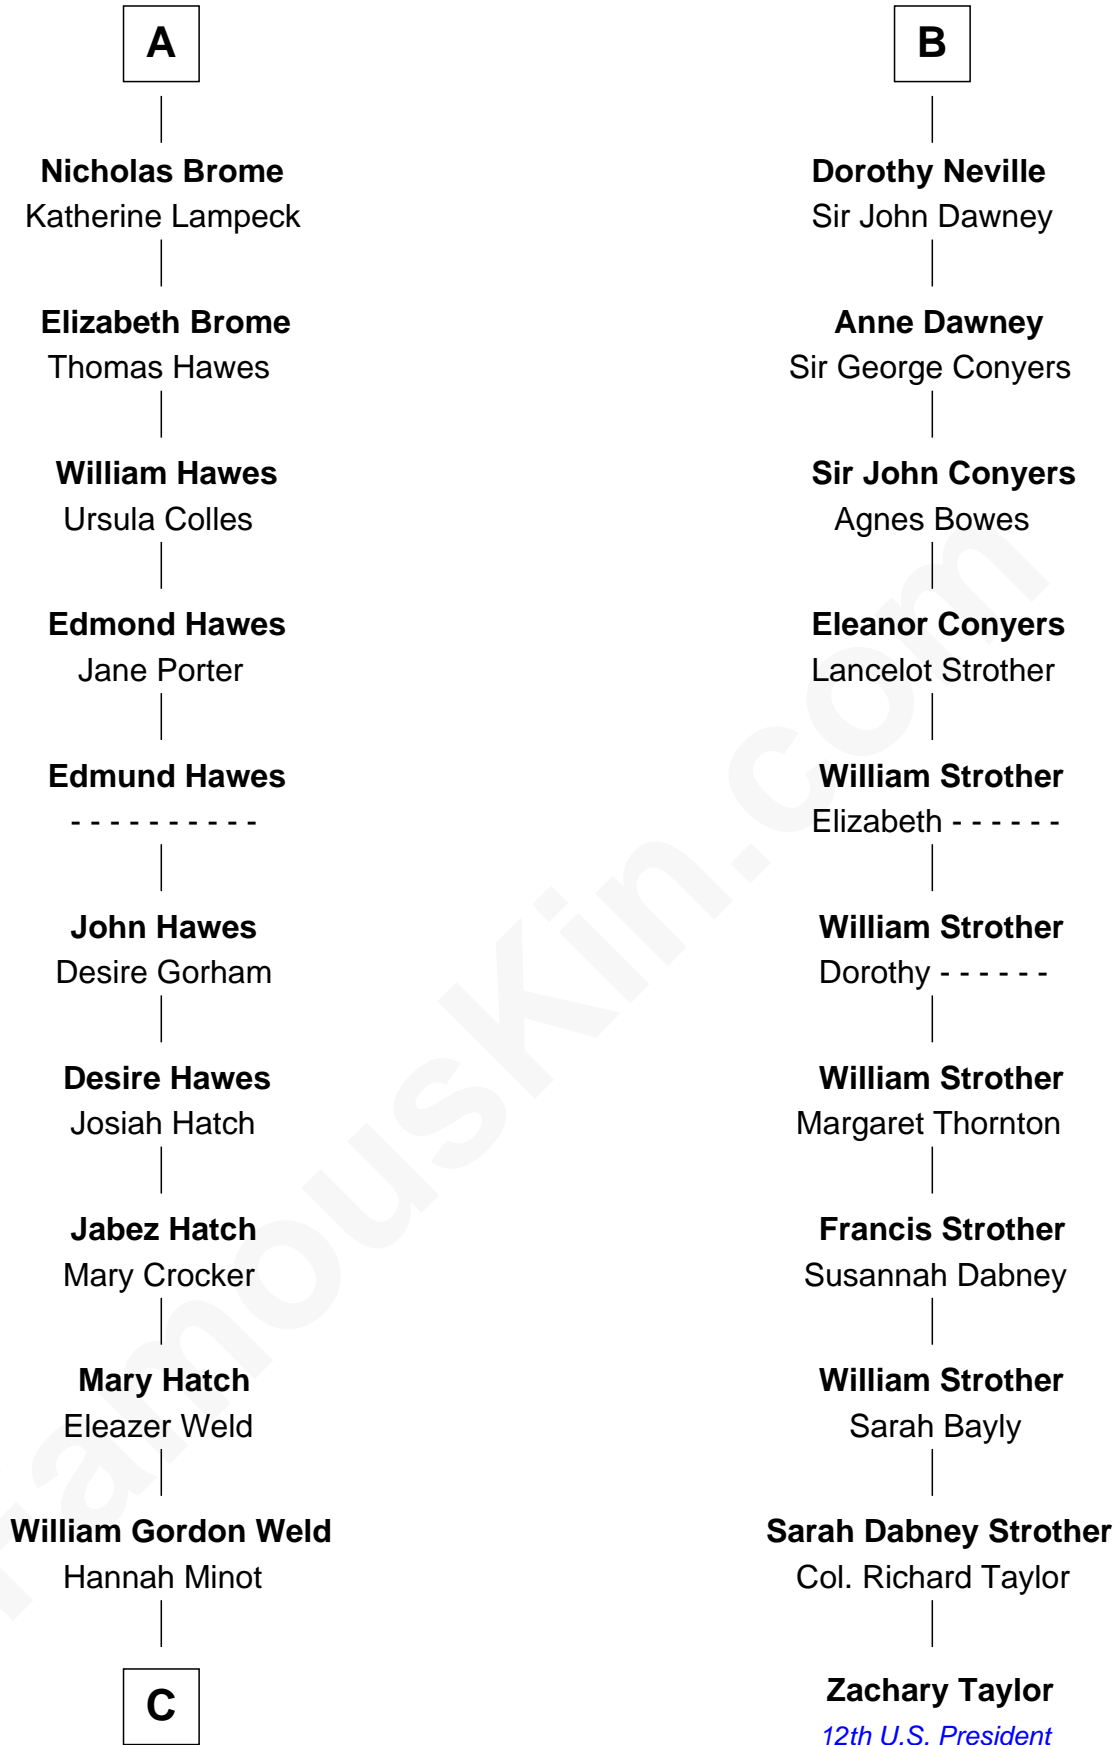 A
Nicholas Brome
Katherine Lampeck
Elizabeth Brome
Thomas Hawes
William Hawes
Ursula Colles
Edmond Hawes
Jane Porter
Edmund Hawes
- - - - - - - - - -
John Hawes
Desire Gorham
Desire Hawes
Josiah Hatch
Jabez Hatch
Mary Crocker
Mary Hatch
Eleazer Weld
William Gordon Weld
Hannah Minot
C
B
Dorothy Neville
Sir John Dawney
Anne Dawney
Sir George Conyers
Sir John Conyers
Agnes Bowes
Eleanor Conyers
Lancelot Strother
William Strother
Elizabeth - - - - - -
William Strother
Dorothy - - - - - -
William Strother
Margaret Thornton
Francis Strother
Susannah Dabney
William Strother
Sarah Bayly
Sarah Dabney Strother
Col. Richard Taylor
Zachary Taylor
12th U.S. President
FamousKin.com